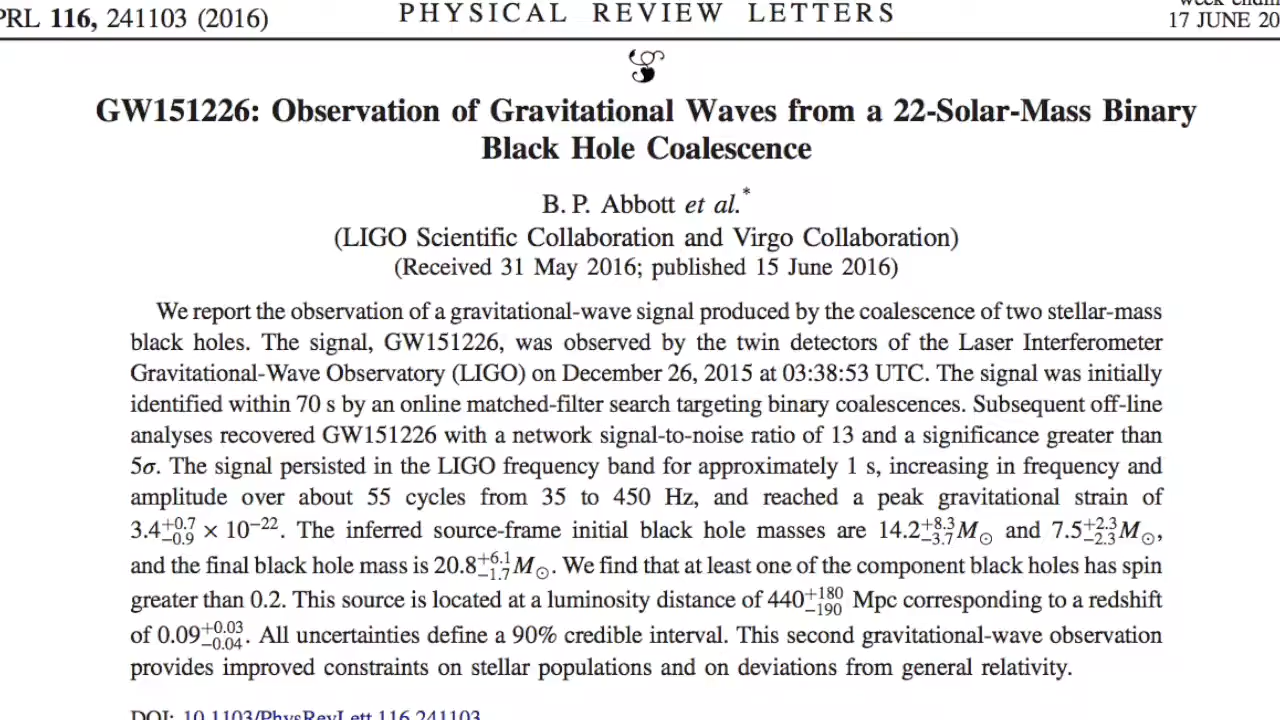 PRL 116, 241103 (2016) PHYSICAL REVIEW LETTERS 17 JUNE 20
GW151226: Observation of Gravitational Waves from a 22-Solar-Mass Binary
Black Hole Coalescence
B. P. Abbott et al.*
(LIGO Scientific Collaboration and Virgo Collaboration)
(Received 31 May 2016; published 15 June 2016)
We report the observation of a gravitational-wave signal produced by the coalescence of two stellar-mass
black holes. The signal, GW151226, was observed by the twin detectors of the Laser Interferometer
Gravitational-Wave Observatory (LIGO) on December 26, 2015 at 03:38:53 UTC. The signal was initially
identified within 70 s by an online matched-filter search targeting binary coalescences. Subsequent off-line
analyses recovered GW151226 with a network signal-to-noise ratio of 13 and a significance greater than
5σ. The signal persisted in the LIGO frequency band for approximately 1 s, increasing in frequency and
amplitude over about 55 cycles from 35 to 450 Hz, and reached a peak gravitational strain of
3.4+0.7−0.9 × 10−22. The inferred source-frame initial black hole masses are 14.2+8.3−3.7M⊙ and 7.5+2.3−2.3M⊙,
and the final black hole mass is 20.8+6.1−1.7M⊙. We find that at least one of the component black holes has spin
greater than 0.2. This source is located at a luminosity distance of 440+180−190 Mpc corresponding to a redshift
of 0.09+0.03−0.04. All uncertainties define a 90% credible interval. This second gravitational-wave observation
provides improved constraints on stellar populations and on deviations from general relativity.
DOI: 10.1103/PhysRevLett.116.241103